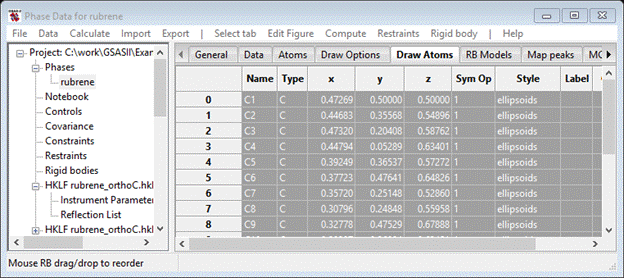 Phase Data for rubrene
File Data Calculate Import Export | Select tab Edit Figure Compute Restraints Rigid body | Help
Project: C:\work\GSASII\Exam
Phases
rubrene
Notebook
Controls
Covariance
Constraints
Restraints
Rigid bodies
HKLF rubrene_orthoC.hkl
Instrument Parameter
Reflection List
HKLF rubrene_orthoC.hk
General Data Atoms Draw Options Draw Atoms RB Models Map peaks MC
Name Type x y z Sym Op Style Label
0 C1 C 0.47269 0.50000 0.50000 1 ellipsoids
1 C2 C 0.44683 0.35568 0.54896 1 ellipsoids
2 C3 C 0.47320 0.20408 0.58762 1 ellipsoids
3 C4 C 0.44794 0.05289 0.63401 1 ellipsoids
4 C5 C 0.39249 0.36537 0.57272 1 ellipsoids
5 C6 C 0.37723 0.47641 0.64826 1 ellipsoids
6 C7 C 0.35720 0.25148 0.52860 1 ellipsoids
7 C8 C 0.30796 0.24848 0.55958 1 ellipsoids
8 C9 C 0.32778 0.47529 0.67888 1 ellipsoids
Mouse RB drag/drop to reorder